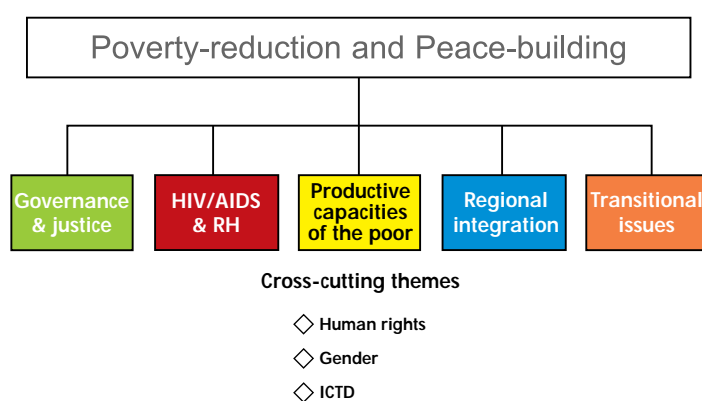 Poverty-reduction and Peace-building
Governance
& justice
HIV/AIDS
& RH
Productive
capacities
of the poor
Regional
integration
Transitional
issues
Cross-cutting themes
Human rights
Gender
ICTD